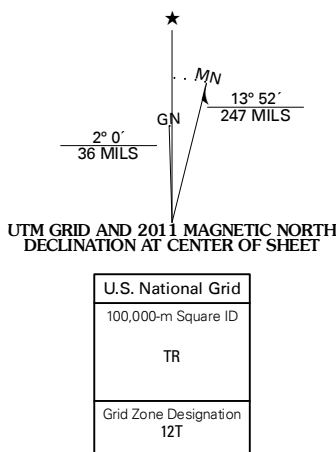 ★
MN
GN
13° 52´
247 MILS
2° 0´
36 MILS
UTM GRID AND 2011 MAGNETIC NORTH
DECLINATION AT CENTER OF SHEET
U.S. National Grid
100,000-m Square ID
TR
Grid Zone Designation
12T